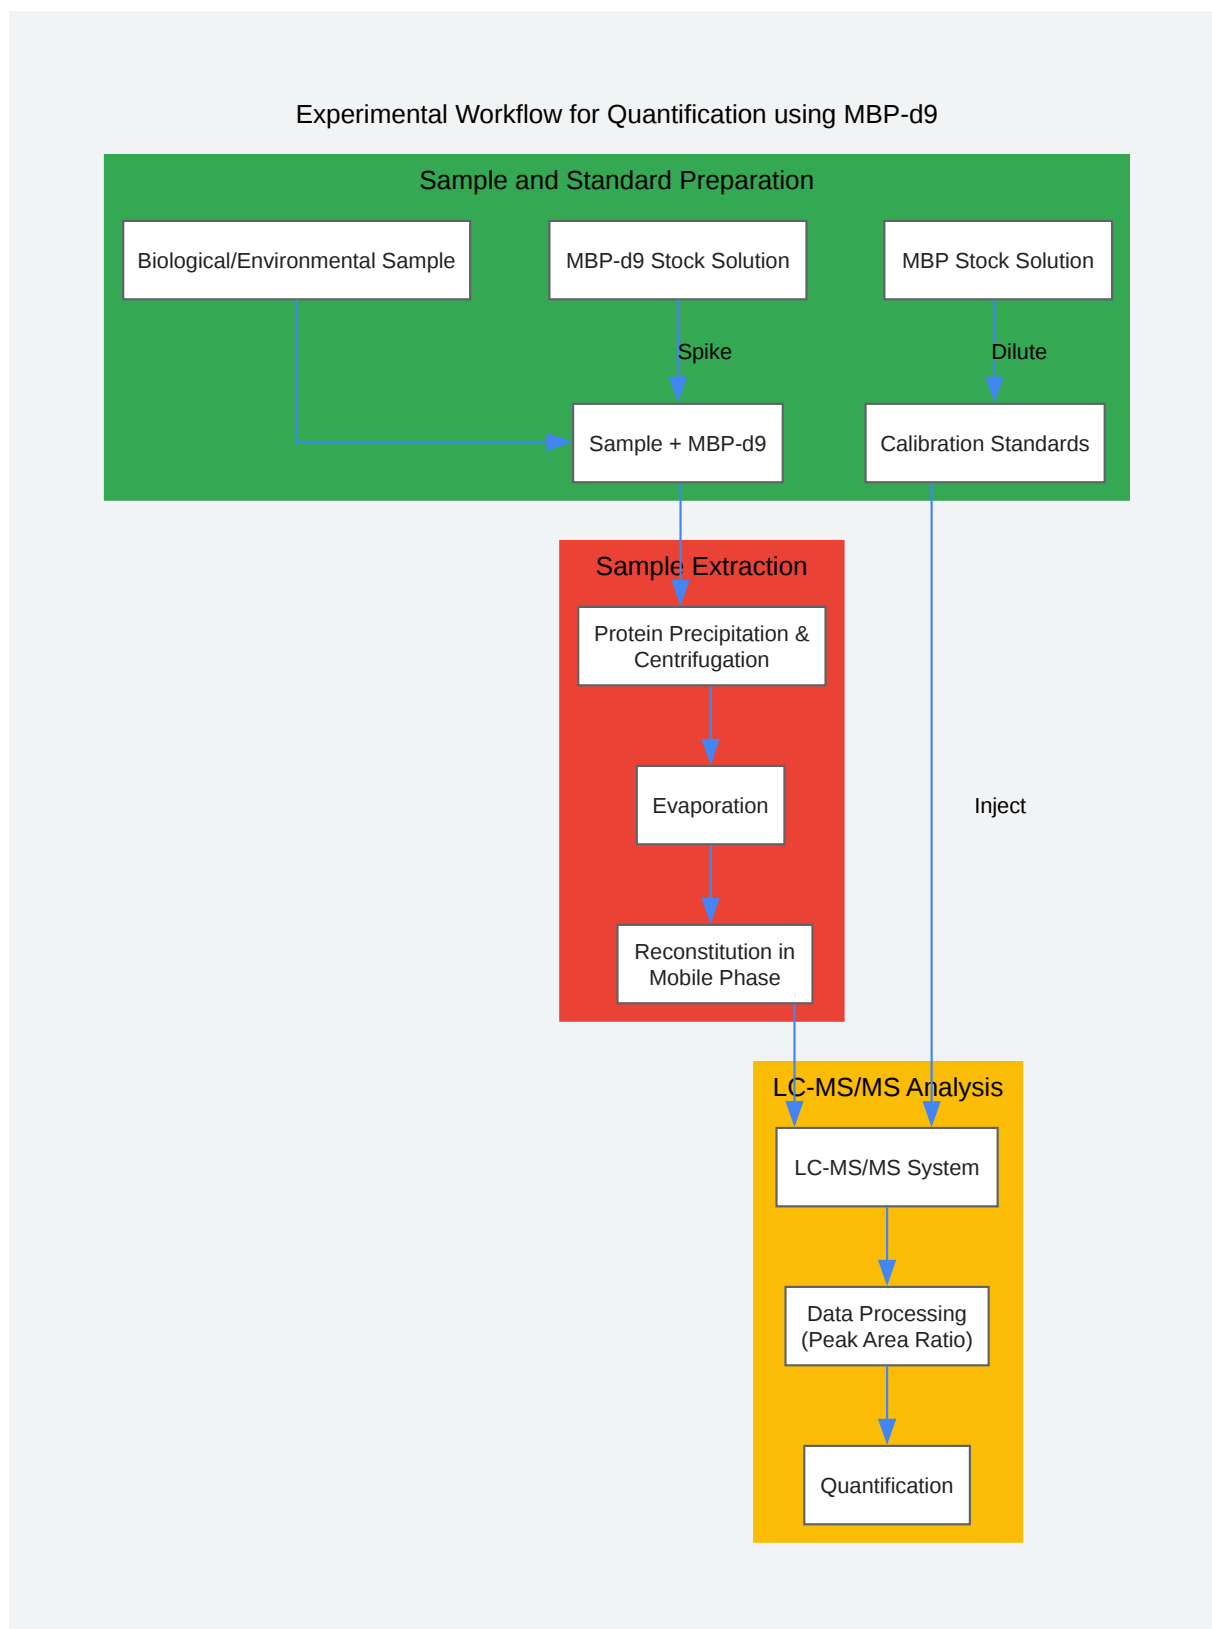 Experimental Workflow for Quantification using MBP-d9
Sample and Standard Preparation
Biological/Environmental Sample
MBP-d9 Stock Solution
MBP Stock Solution
Spike
Dilute
Sample + MBP-d9
Calibration Standards
Sample Extraction
Protein Precipitation &
Centrifugation
Evaporation
Inject
Reconstitution in
Mobile Phase
LC-MS/MS Analysis
LC-MS/MS System
Data Processing
(Peak Area Ratio)
Quantification